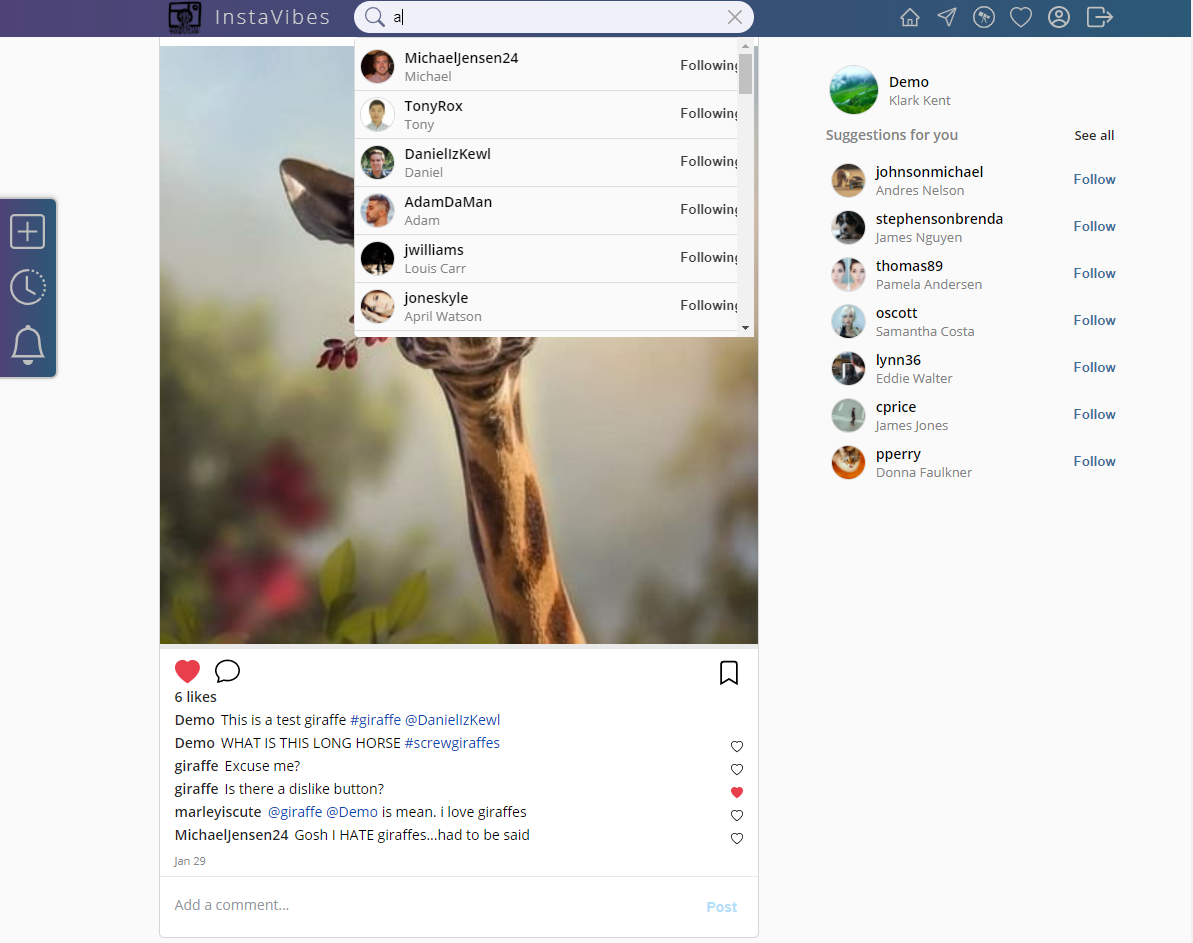 InstaVibes
a
MichaelJensen24
Michael
Following
TonyRox
Tony
Following
DanielIzKewl
Daniel
Following
AdamDaMan
Adam
Following
jwilliams
Louis Carr
Following
joneskyle
April Watson
Following
6 likes
Demo This is a test giraffe #giraffe @DanielIzKewl
Demo WHAT IS THIS LONG HORSE #screwgiraffes
giraffe Excuse me?
giraffe Is there a dislike button?
marleyiscute @giraffe @Demo is mean. i love giraffes
MichaelJensen24 Gosh I HATE giraffes...had to be said
Jan 29
Add a comment...
Post
Demo
Klark Kent
Suggestions for you
See all
johnsonmichael
Andres Nelson
Follow
stephensonbrenda
James Nguyen
Follow
thomas89
Pamela Andersen
Follow
oscott
Samantha Costa
Follow
lynn36
Eddie Walter
Follow
cprice
James Jones
Follow
pperry
Donna Faulkner
Follow